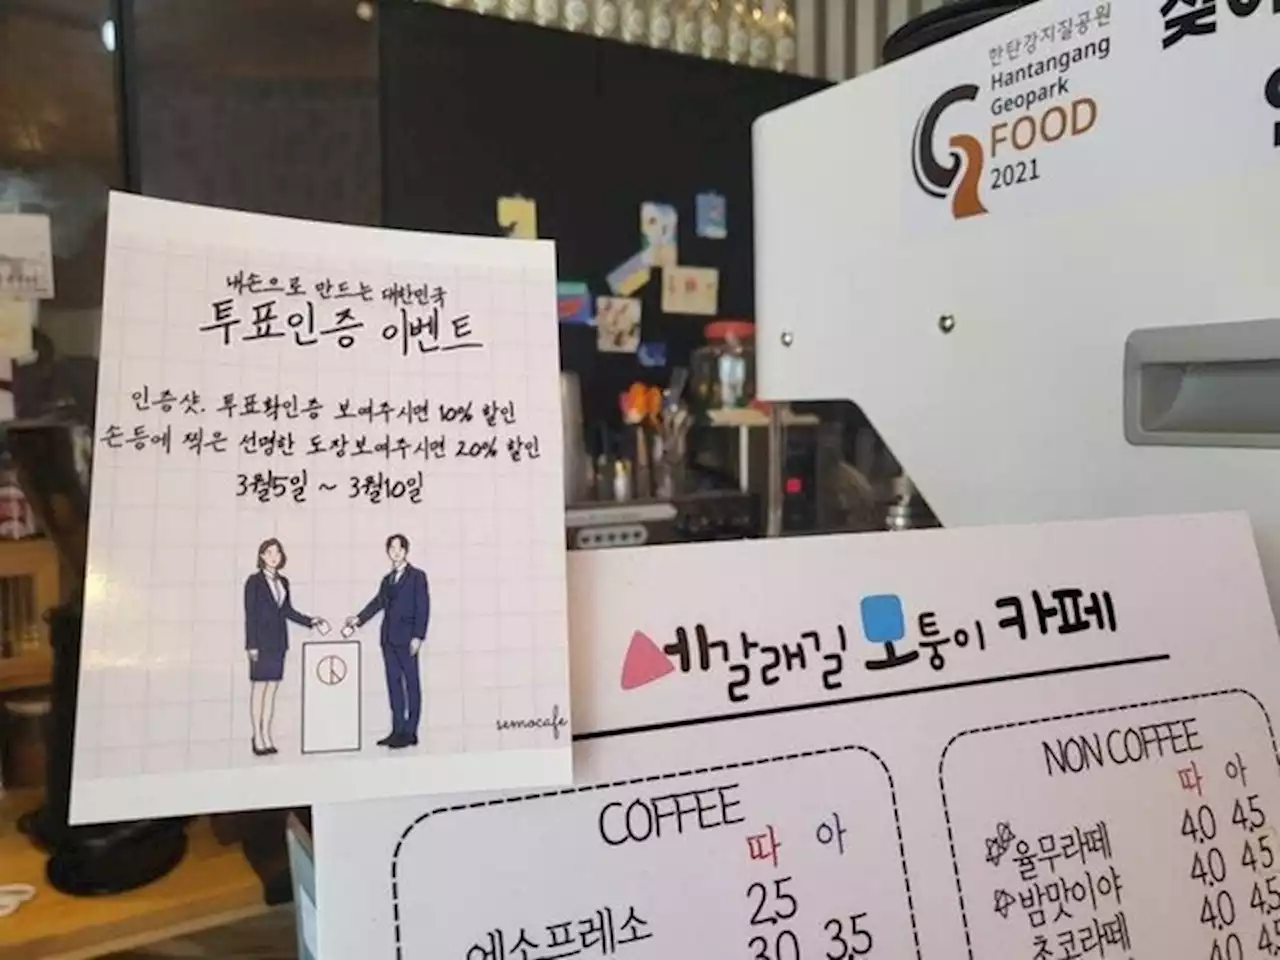 내손으로 만드는 대한민국
투표인증 이벤트
인증샷. 투표확인증 보여주시면 10% 할인
손등에 찍은 선명한 도장보여주시면 20% 할인
3월5일 ~ 3월10일
semocafe
한탄강지질공원
Hantangang
Geopark
FOOD
2021
세갈래길 모퉁이 카페
COFFEE
따 아
2.5
에소프레소
3.0 3.5
NON COFFEE
따 아
율무라떼 4.0 4.5
밤맛이야 4.0 4.5
초코라떼 4.0 4.5
4.0 4.5